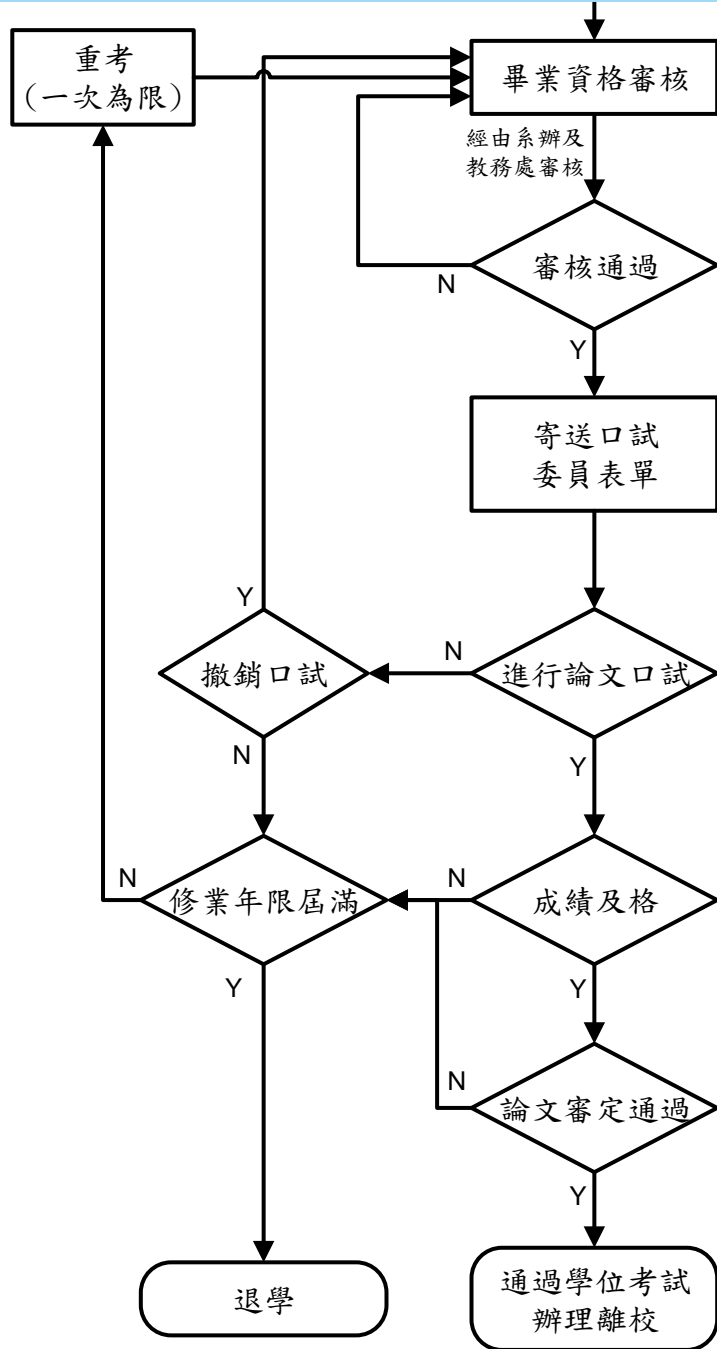 重考
(一次為限)
畢業資格審核
經由系辦及
教務處審核
審核通過
N
Y
寄送口試
委員表單
Y
撤銷口試
N
進行論文口試
N
Y
N
修業年限屆滿
N
成績及格
Y
Y
N
論文審定通過
Y
退學
通過學位考試
辦理離校